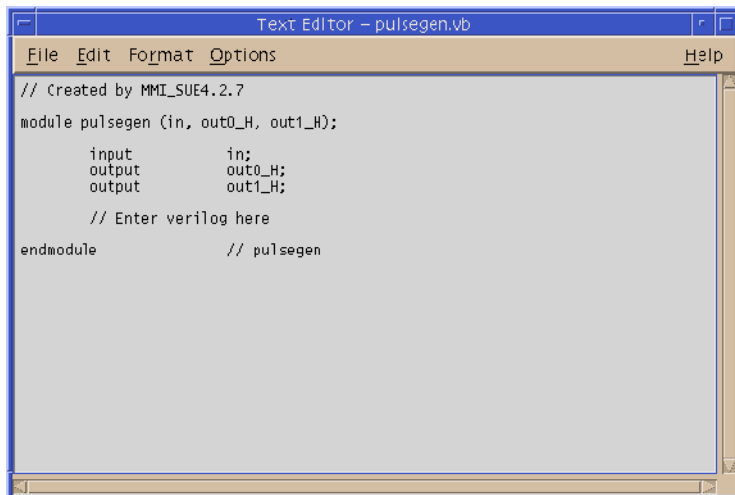 Text Editor – pulsegen.vb
File Edit Format Options Help
// Created by MMI_SUE4.2.7
module pulsegen (in, out0_H, out1_H);
input in;
output out0_H;
output out1_H;
// Enter verilog here
endmodule // pulsegen